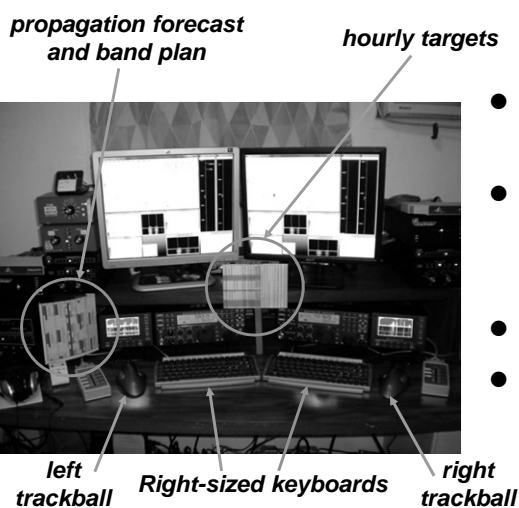 propagation forecast
and band plan
hourly targets
left
trackball
Right-sized keyboards
right
trackball